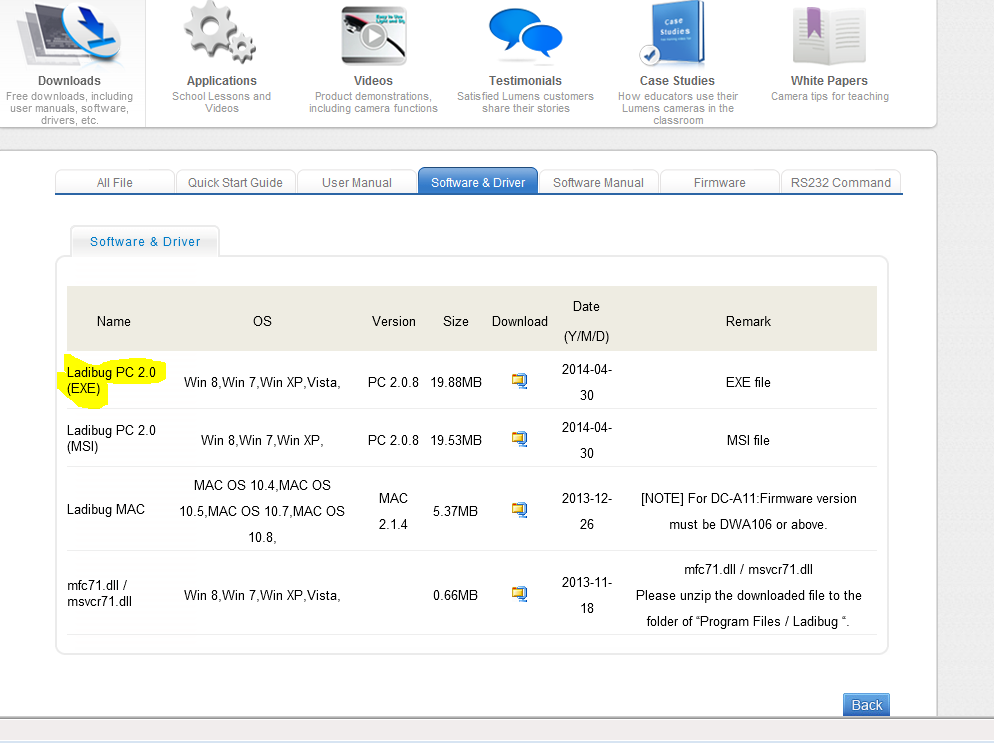 Easy to Use
Light and
Case
Studies
Downloads
Free downloads, including
user manuals, software,
drivers, etc.
Applications
School Lessons and
Videos
Videos
Product demonstrations,
including camera functions
Testimonials
Satisfied Lumens customers
share their stories
Case Studies
How educators use their
Lumens cameras in the
classroom
White Papers
Camera tips for teaching
All File
Quick Start Guide
User Manual
Software & Driver
Software Manual
Firmware
RS232 Command
Software & Driver
Name OS Version Size Download Date
(Y/M/D) Remark
Ladibug PC 2.0
(EXE)
Win 8,Win 7,Win XP,Vista,
PC 2.0.8
19.88MB
2014-04-
30
EXE file
Ladibug PC 2.0
(MSI)
Win 8,Win 7,Win XP,
PC 2.0.8
19.53MB
2014-04-
30
MSI file
Ladibug MAC
MAC OS 10.4,MAC OS
10.5,MAC OS 10.7,MAC OS
10.8,
MAC
2.1.4
5.37MB
2013-12-
26
[NOTE] For DC-A11:Firmware version
must be DWA106 or above.
mfc71.dll /
msvcr71.dll
Win 8,Win 7,Win XP,Vista,
0.66MB
2013-11-
18
mfc71.dll / msvcr71.dll
Please unzip the downloaded file to the
folder of “Program Files / Ladibug “.
Back